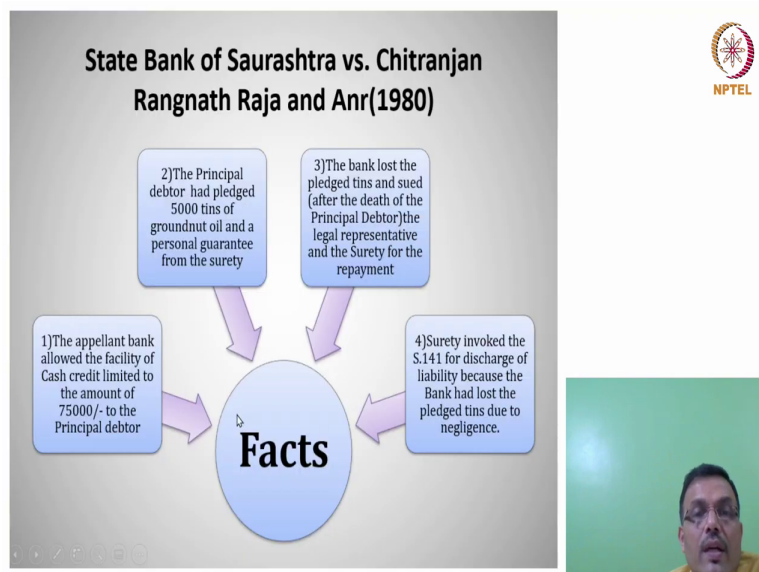 State Bank of Saurashtra vs. Chitranjan
Rangnath Raja and Anr(1980)
NPTEL
1)The appellant bank
allowed the facility of
Cash credit limited to
the amount of
75000/- to the
Principal debtor
2)The Principal
debtor had pledged
5000 tins of
groundnut oil and a
personal guarantee
from the surety
3)The bank lost the
pledged tins and sued
(after the death of the
Principal Debtor)the
legal representative
and the Surety for the
repayment
4)Surety invoked the
S.141 for discharge of
liability because the
Bank had lost the
pledged tins due to
negligence.
Facts